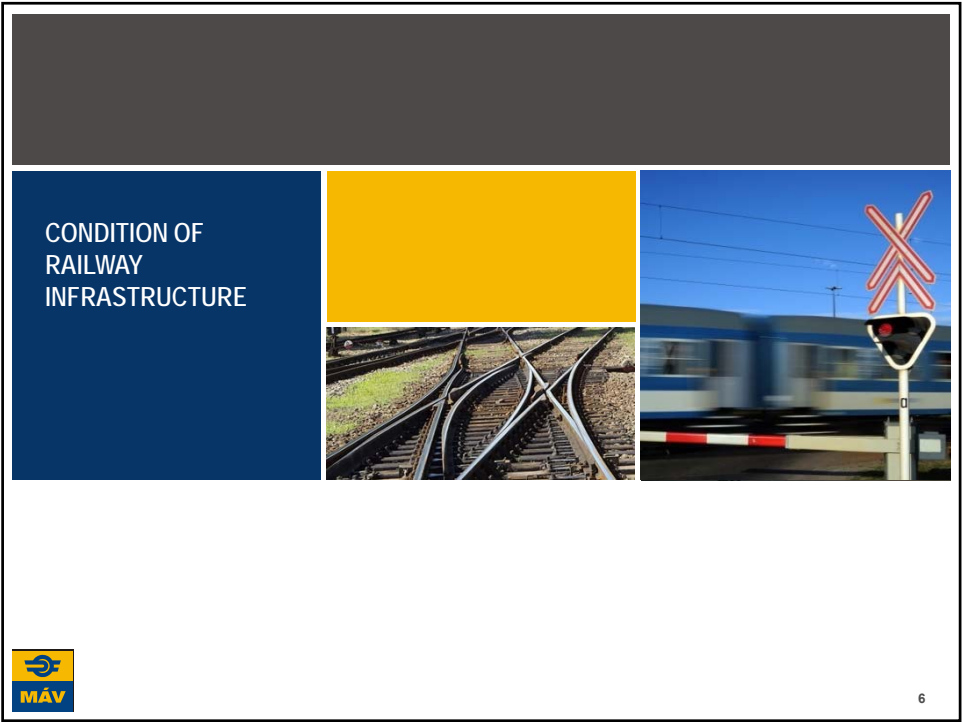 CONDITION OF
RAILWAY
INFRASTRUCTURE
MÁV
6